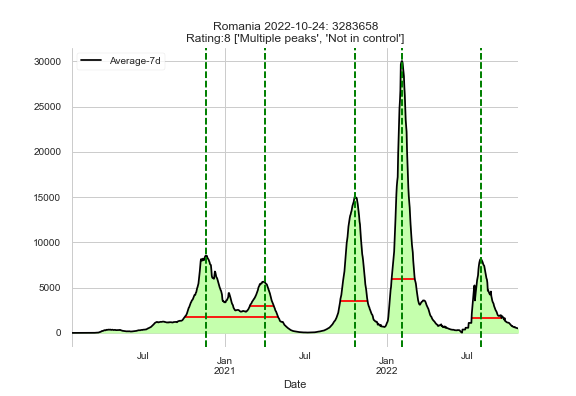 Romania 2022-10-24: 3283658
Rating:8 ['Multiple peaks', 'Not in control']
Average-7d
30000
25000
20000
15000
10000
5000
0
Jul
Jan
2021
Jul
Jan
2022
Jul
Date